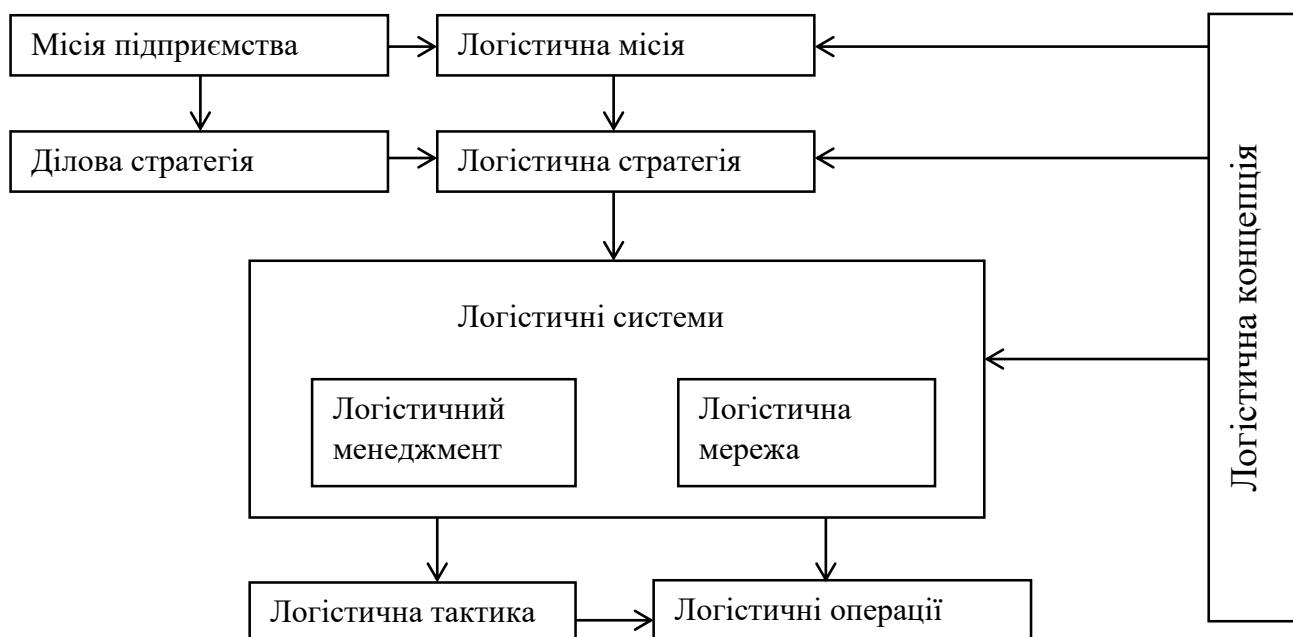 Місія підприємства
Логістична місія
Ділова стратегія
Логістична стратегія
Логістична концепція
Логістичні системи
Логістичний
менеджмент
Логістична
мережа
Логістична тактика
Логістичні операції